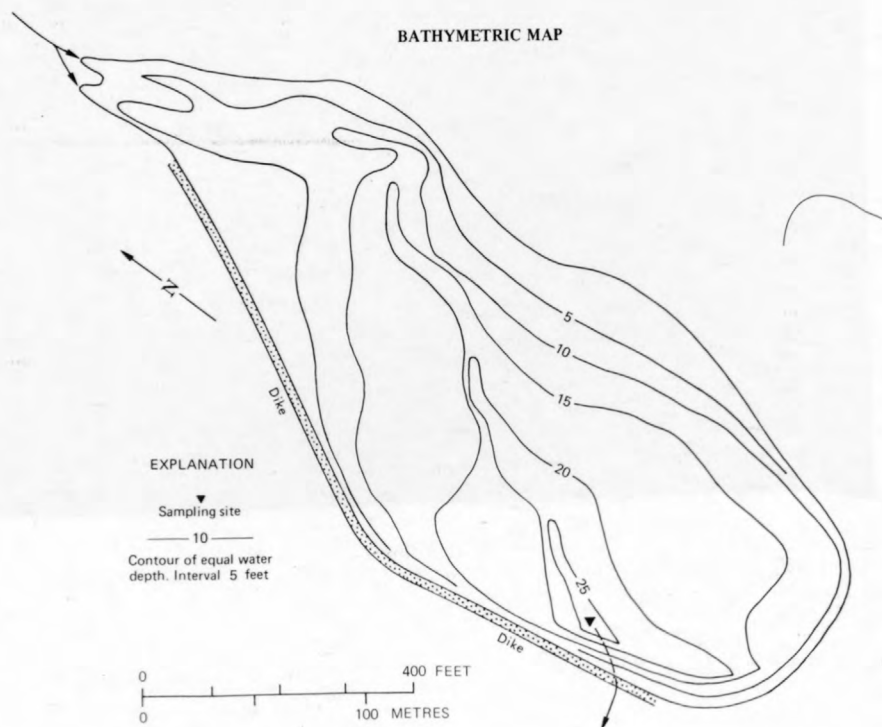 BATHYMETRIC MAP
N
5
10
15
20
25
Dike
Dike
EXPLANATION
Sampling site
10
Contour of equal water
depth. Interval 5 feet
0
400 FEET
0
100 METRES